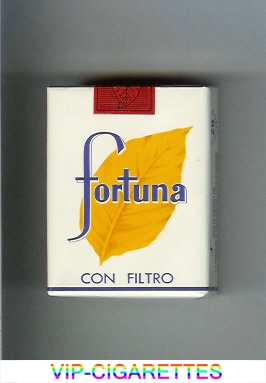 fortuna
CON FILTRO
VIP-CIGARETTES